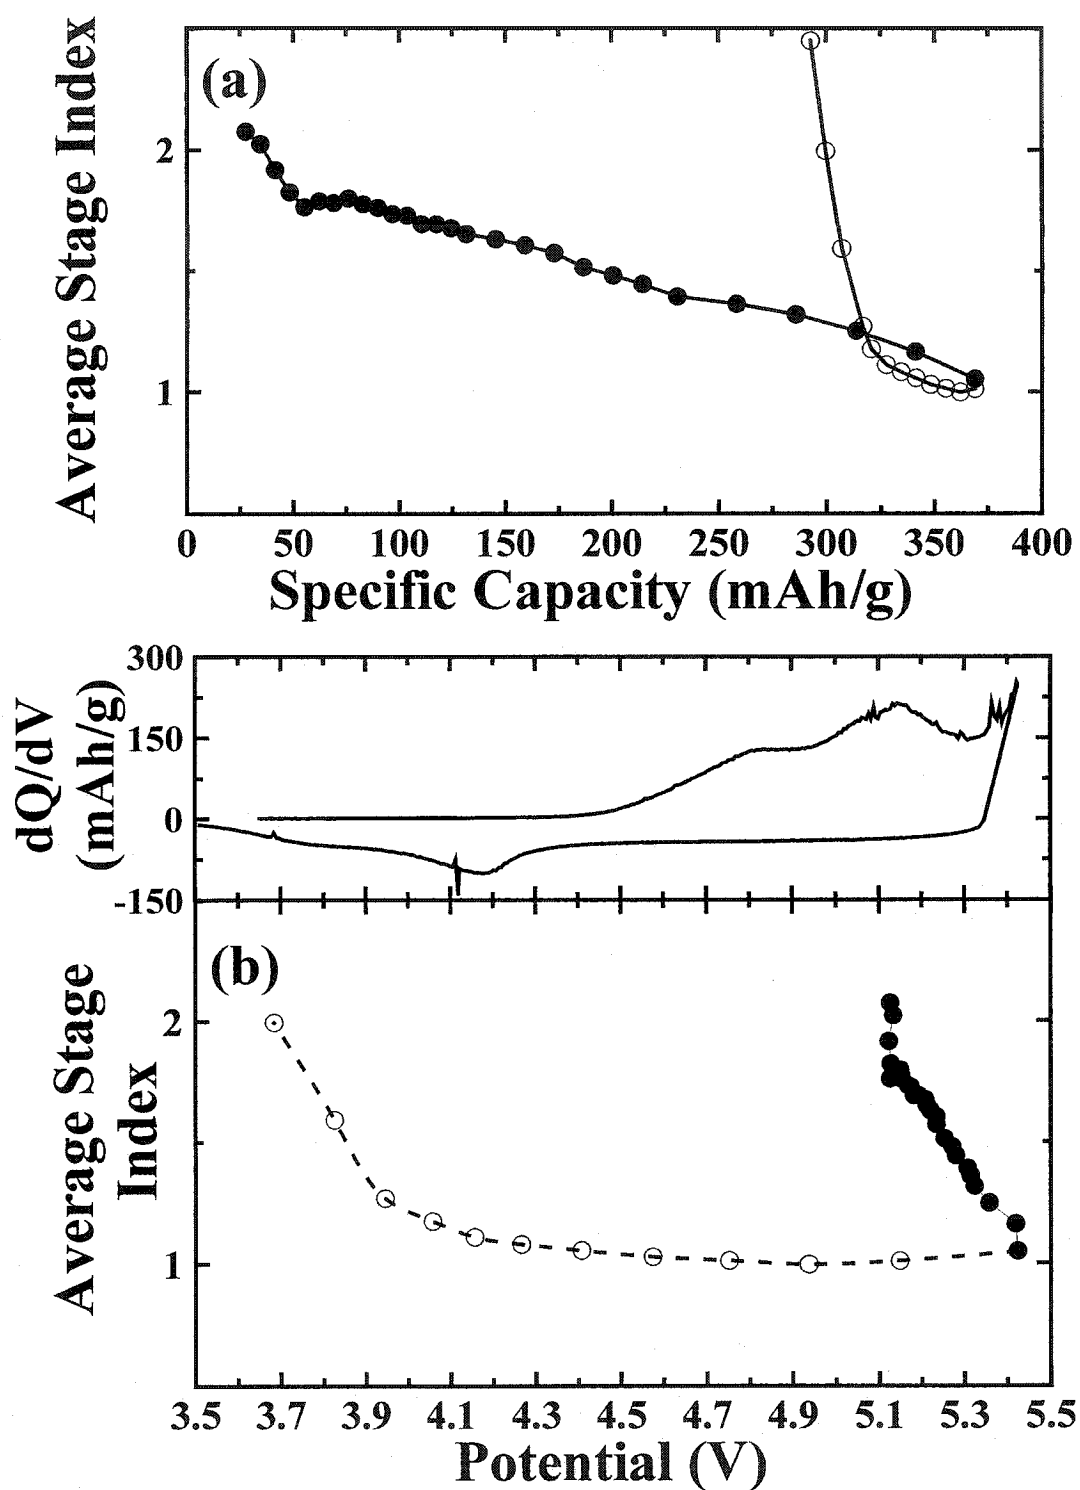 (a)
Average Stage Index
2
1
0 50 100 150 200 250 300 350 400
Specific Capacity (mAh/g)
dQ/dV
(mAh/g)
300
150
0
-150
(b)
Average Stage
Index
2
1
3.5 3.7 3.9 4.1 4.3 4.5 4.7 4.9 5.1 5.3 5.5
Potential (V)